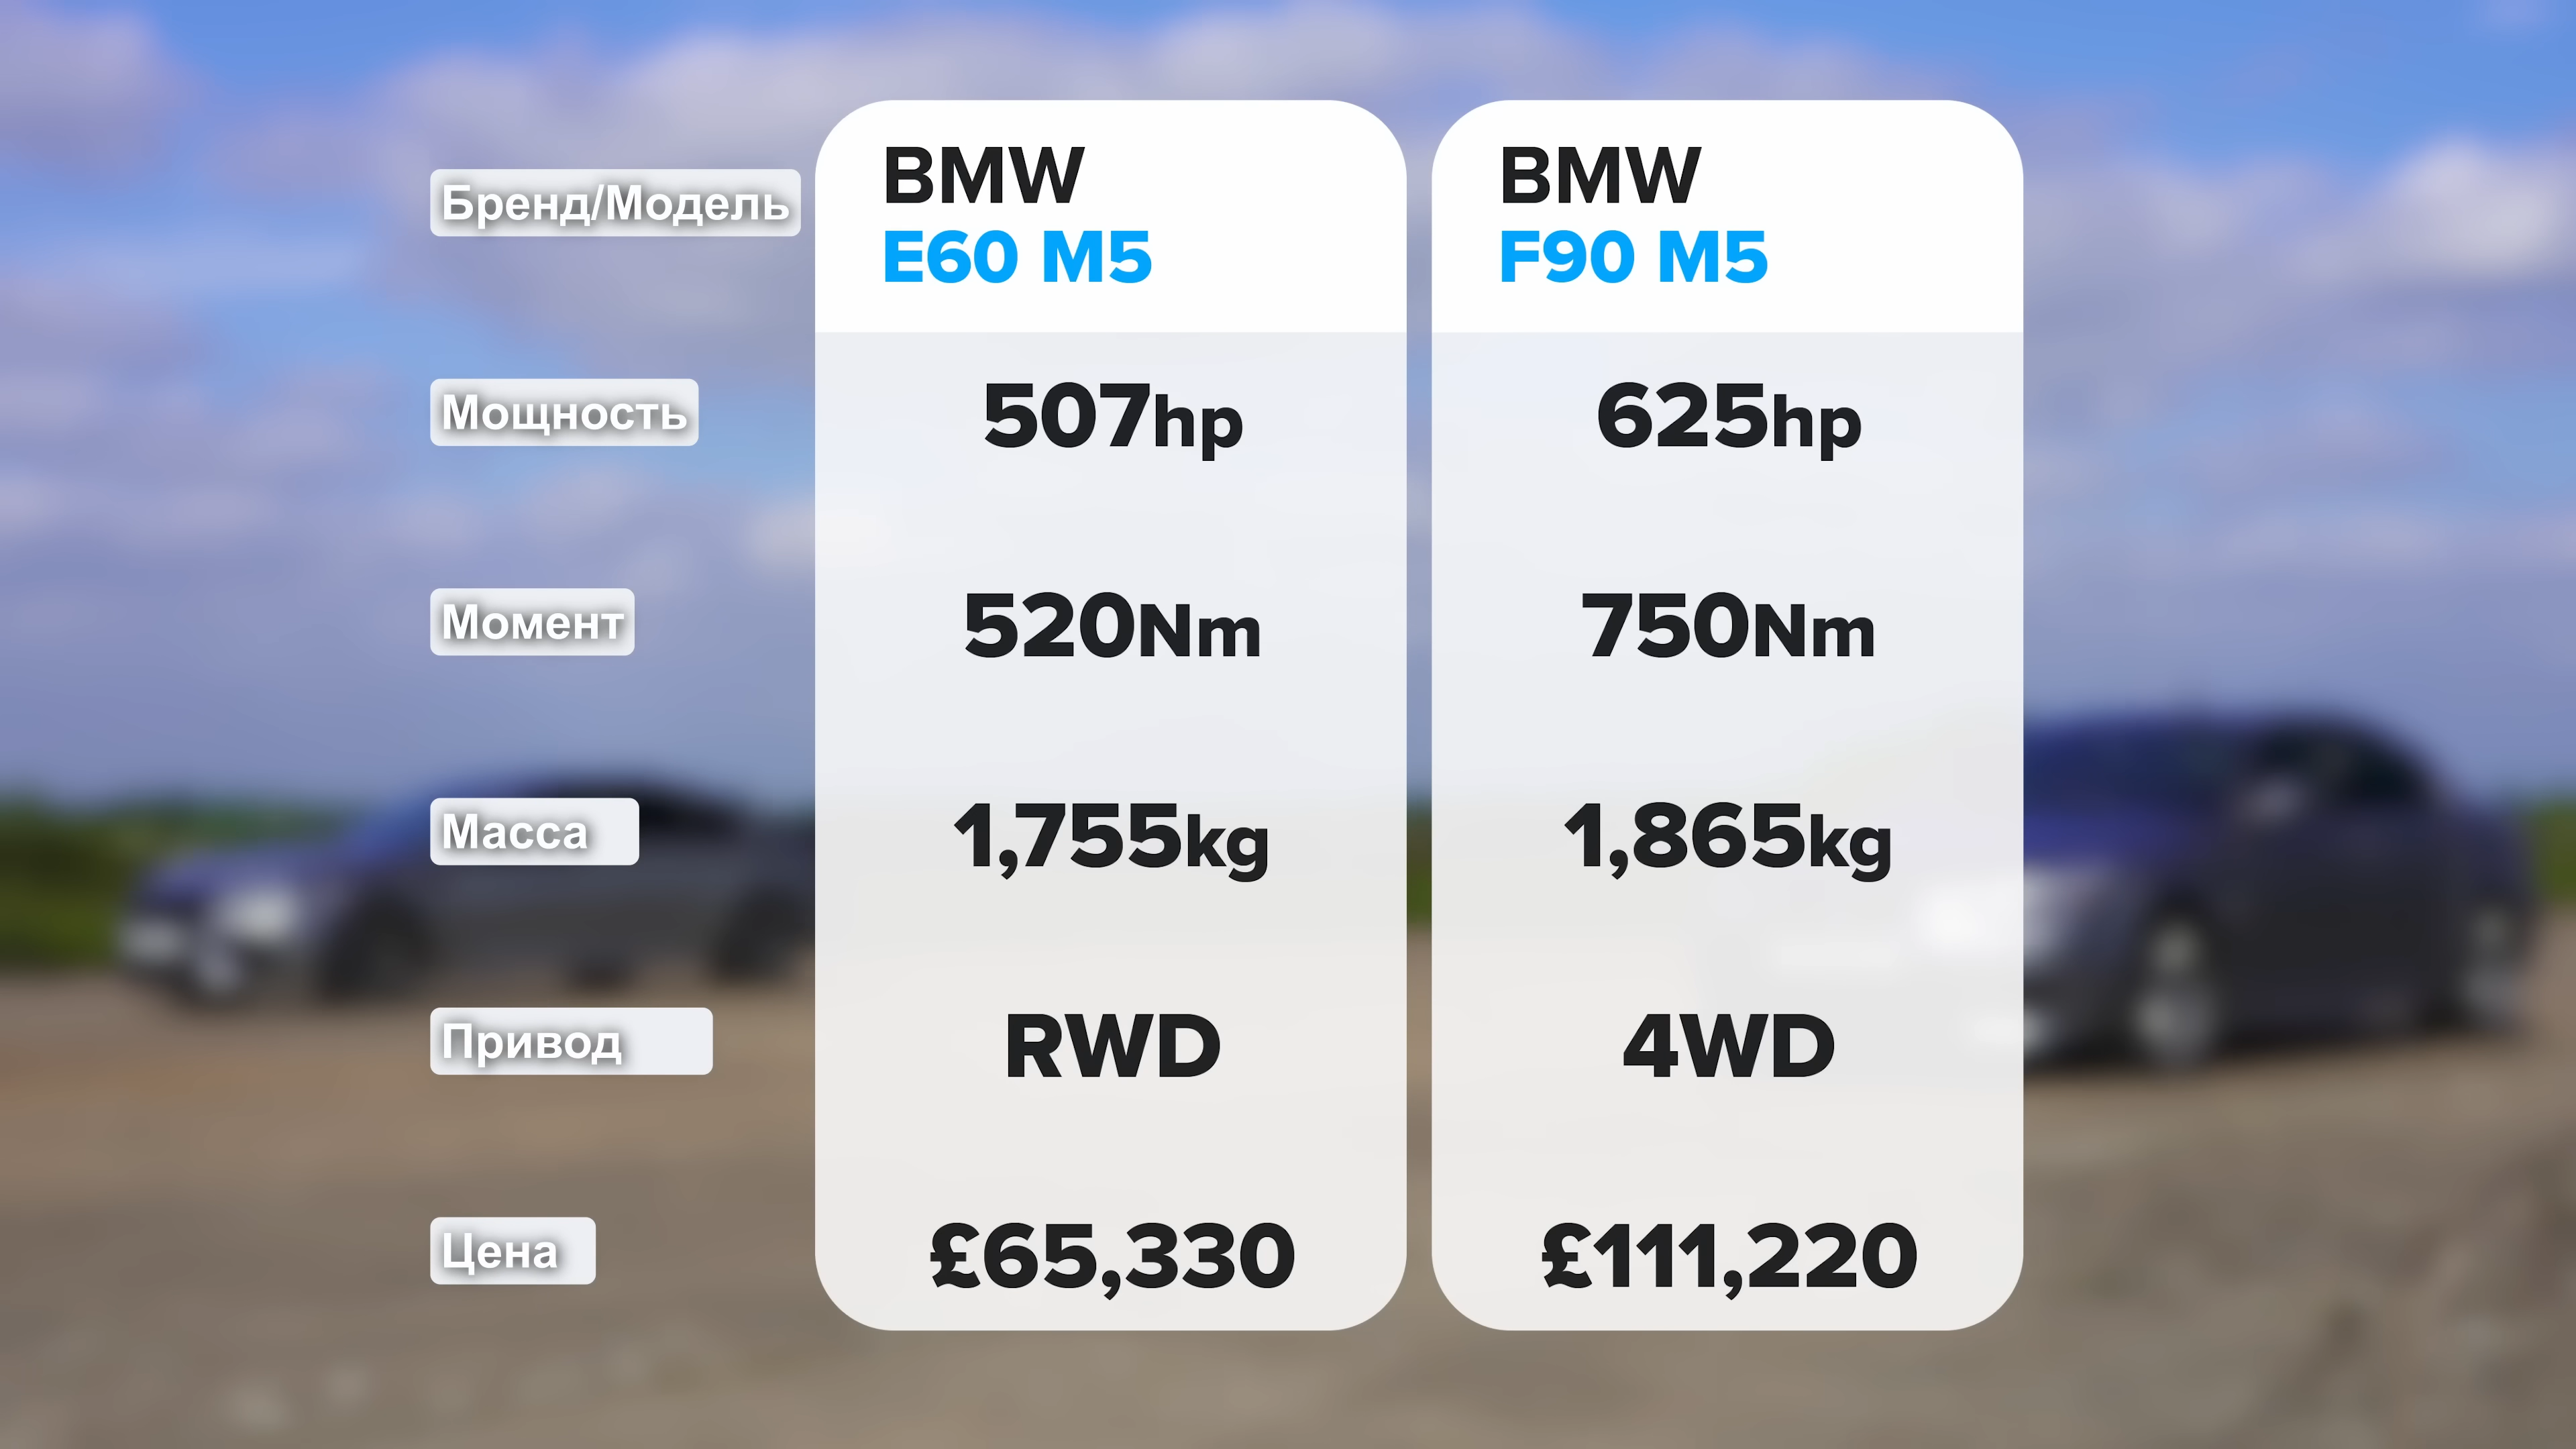 Бренд/Модель
BMW
E60 M5
BMW
F90 M5
Мощность
507hp
625hp
Момент
520Nm
750Nm
Масса
1,755kg
1,865kg
Привод
RWD
4WD
Цена
£65,330
£111,220